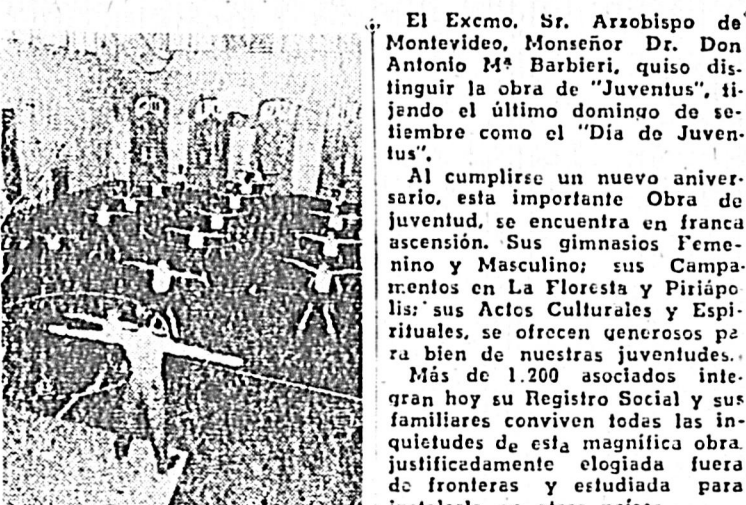 El Excmo. Sr. Arzobispo de
Montevideo, Monseñor Dr. Don
Antonio Mª Barbieri, quiso dis-
tinguir la obra de "Juventus", ti-
jando el último domingo de se-
tiembre como el "Día de Juven-
tus".
Al cumplirse un nuevo aniver-
sario, esta importante Obra de
juventud, se encuentra en franca
ascensión. Sus gimnasios Feme-
nino y Masculino; sus Campa-
mentos en La Floresta y Piriápo
lis; sus Actos Culturales y Espi-
rituales, se ofrecen generosos pa
ra bien de nuestras juventudes.
Más de 1.200 asociados inte-
gran hoy su Registro Social y sus
familiares conviven todas las in-
quietudes de esta magnífica obra.
justificadamente elogiada fuera
de fronteras y estudiada para